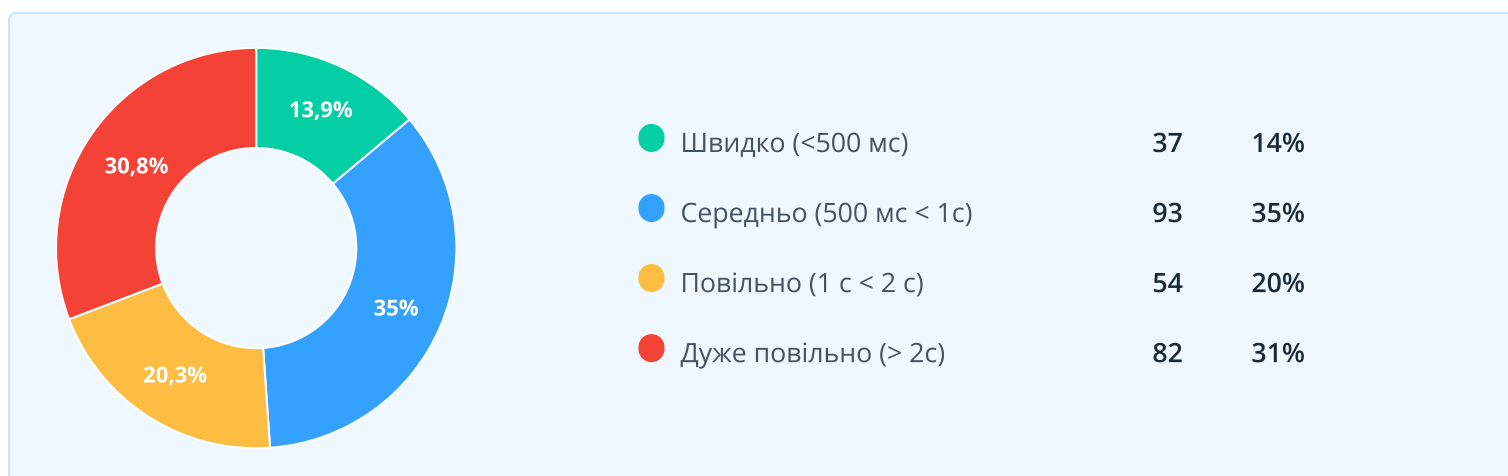 13,9%
30,8%
35%
20,3%
Швидко (<500 мс) 37 14%
Середньо (500 мс < 1с) 93 35%
Повільно (1 с < 2 с) 54 20%
Дуже повільно (> 2с) 82 31%